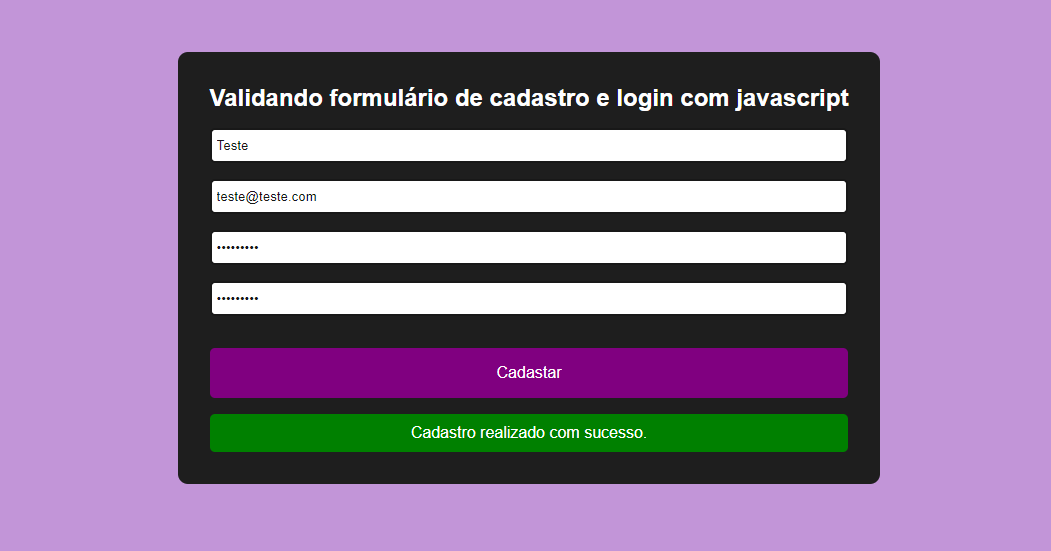 Validando formulário de cadastro e login com javascript
Teste
teste@teste.com
•••••••••
•••••••••
Cadastar
Cadastro realizado com sucesso.